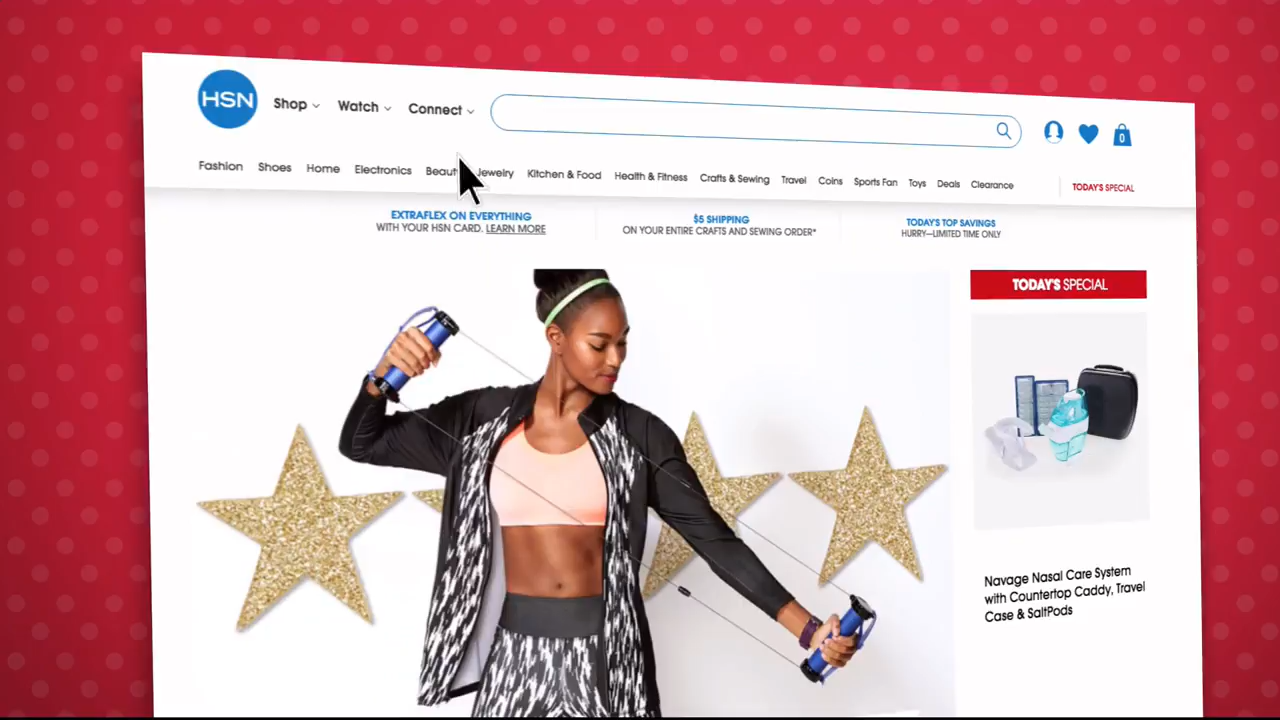 HSN
Shop Watch Connect
0
Fashion Shoes Home Electronics Beauty Jewelry Kitchen & Food Health & Fitness Crafts & Sewing Travel Coins Sports Fan Toys Deals Clearance TODAY'S SPECIAL
EXTRAFLEX ON EVERYTHING
WITH YOUR HSN CARD. LEARN MORE
$5 SHIPPING
ON YOUR ENTIRE CRAFTS AND SEWING ORDER*
TODAY'S TOP SAVINGS
HURRY—LIMITED TIME ONLY
TODAY'S SPECIAL
Navage Nasal Care System
with Countertop Caddy, Travel
Case & SaltPods